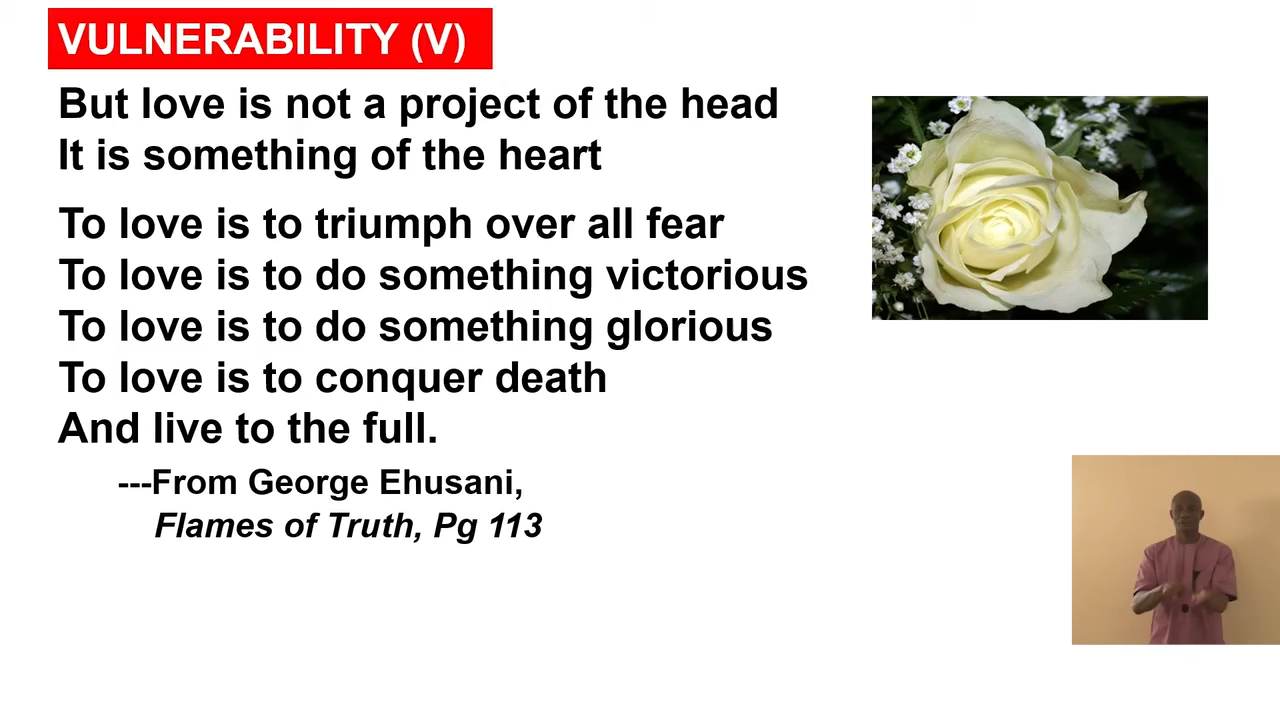 VULNERABILITY (V)
But love is not a project of the head
It is something of the heart
To love is to triumph over all fear
To love is to do something victorious
To love is to do something glorious
To love is to conquer death
And live to the full.
---From George Ehusani,
Flames of Truth, Pg 113